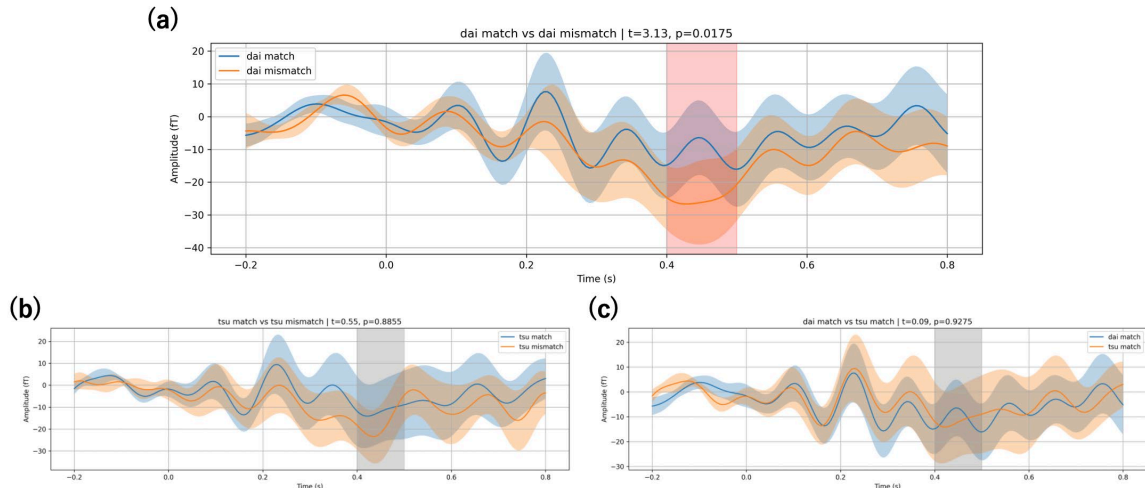 (a)
dai match vs dai mismatch | t=3.13, p=0.0175
dai match
dai mismatch
Amplitude (fT)
20
10
0
−10
−20
−30
−40
−0.2 0.0 0.2 0.4 0.6 0.8
Time (s)
(b)
tsu match vs tsu mismatch | t=0.55, p=0.8855
tsu match
tsu mismatch
Amplitude (fT)
20
10
0
−10
−20
−30
−0.2 0.0 0.2 0.4 0.6 0.8
Time (s)
(c)
dai match vs tsu match | t=0.09, p=0.9275
dai match
tsu match
Amplitude (fT)
20
10
0
−10
−20
−30
−0.2 0.0 0.2 0.4 0.6 0.8
Time (s)